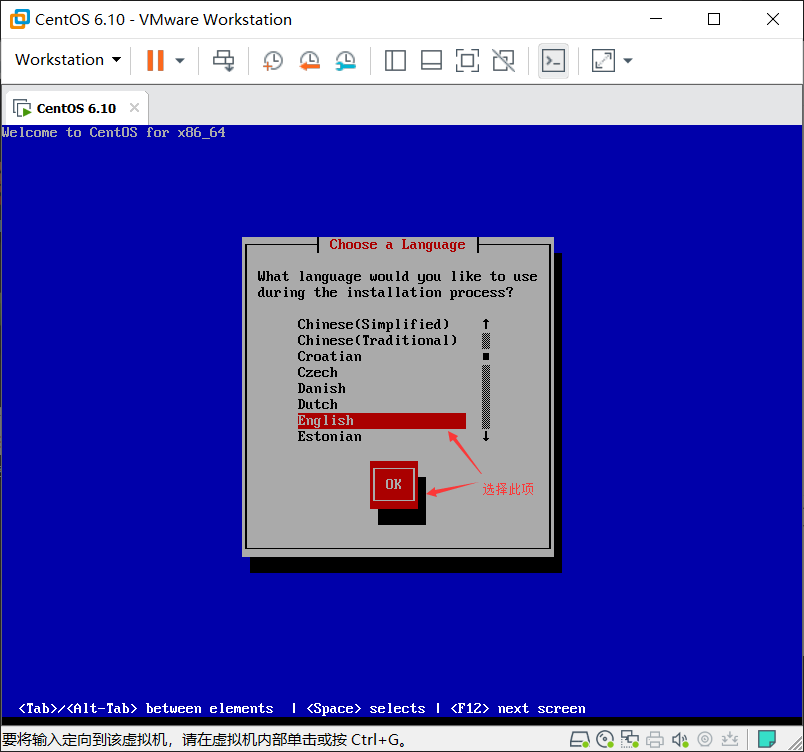 CentOS 6.10 - VMware Workstation
Workstation
CentOS 6.10
Welcome to CentOS for x86_64
Choose a Language
What language would you like to use
during the installation process?
Chinese(Simplified)
Chinese(Traditional)
Croatian
Czech
Danish
Dutch
English
Estonian
OK
选择此项
<Tab>/<Alt-Tab> between elements | <Space> selects | <F12> next screen
要将输入定向到该虚拟机，请在虚拟机内部单击或按 Ctrl+G。